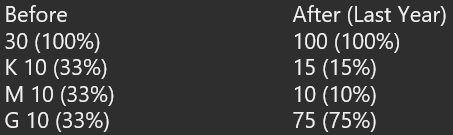 Before After (Last Year)
30 (100%) 100 (100%)
K 10 (33%) 15 (15%)
M 10 (33%) 10 (10%)
G 10 (33%) 75 (75%)